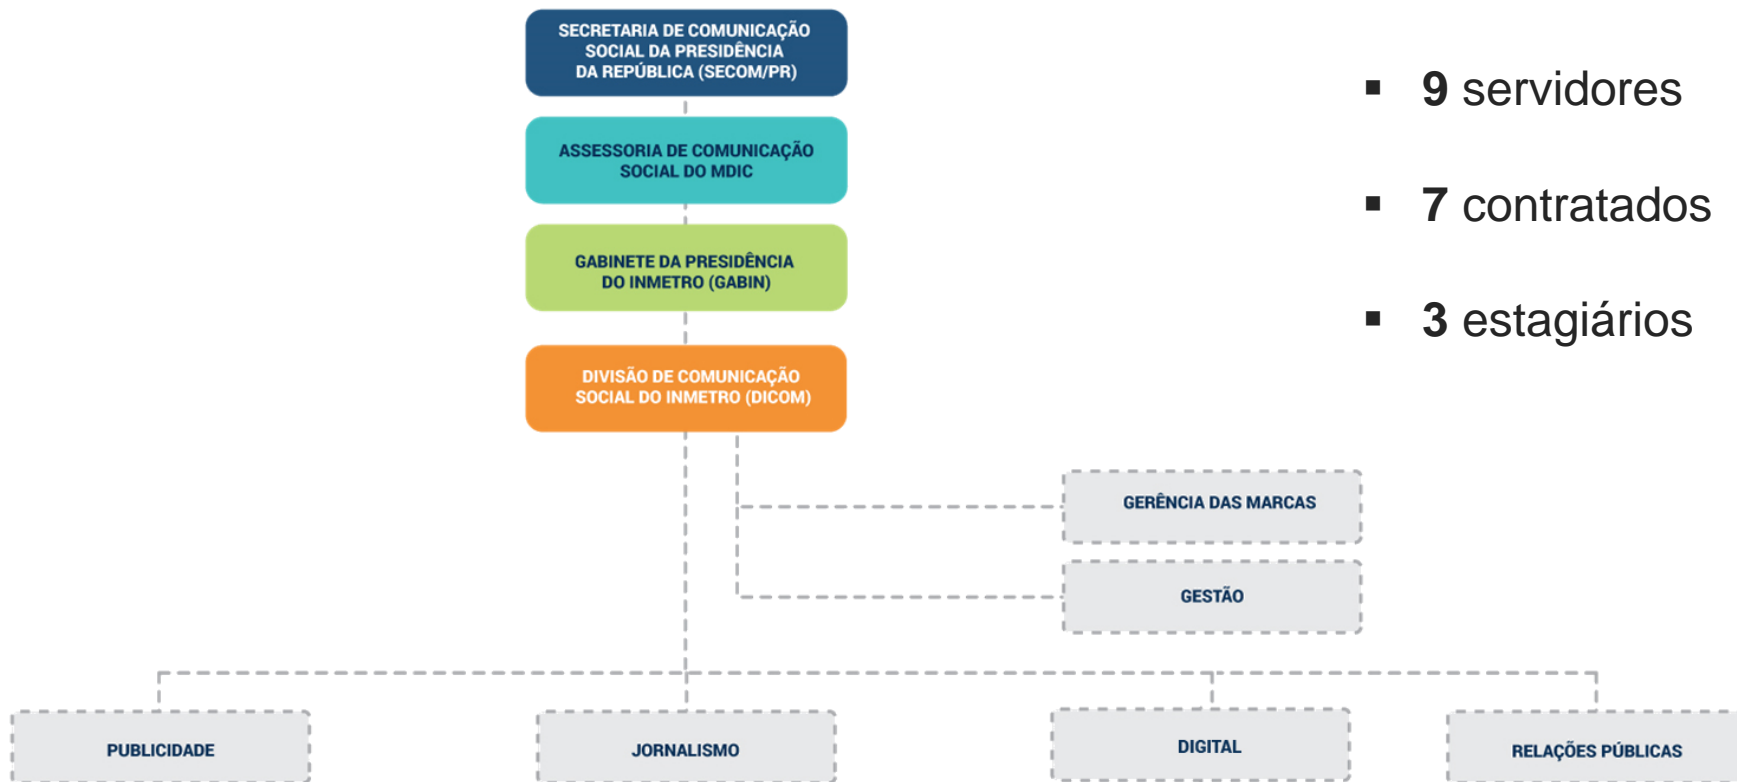 SECRETARIA DE COMUNICAÇÃO
SOCIAL DA PRESIDÊNCIA
DA REPÚBLICA (SECOM/PR)
ASSESSORIA DE COMUNICAÇÃO
SOCIAL DO MDIC
GABINETE DA PRESIDÊNCIA
DO INMETRO (GABIN)
DIVISÃO DE COMUNICAÇÃO
SOCIAL DO INMETRO (DICOM)
▪ 9 servidores
▪ 7 contratados
▪ 3 estagiários
GERÊNCIA DAS MARCAS
GESTÃO
PUBLICIDADE
JORNALISMO
DIGITAL
RELAÇÕES PÚBLICAS